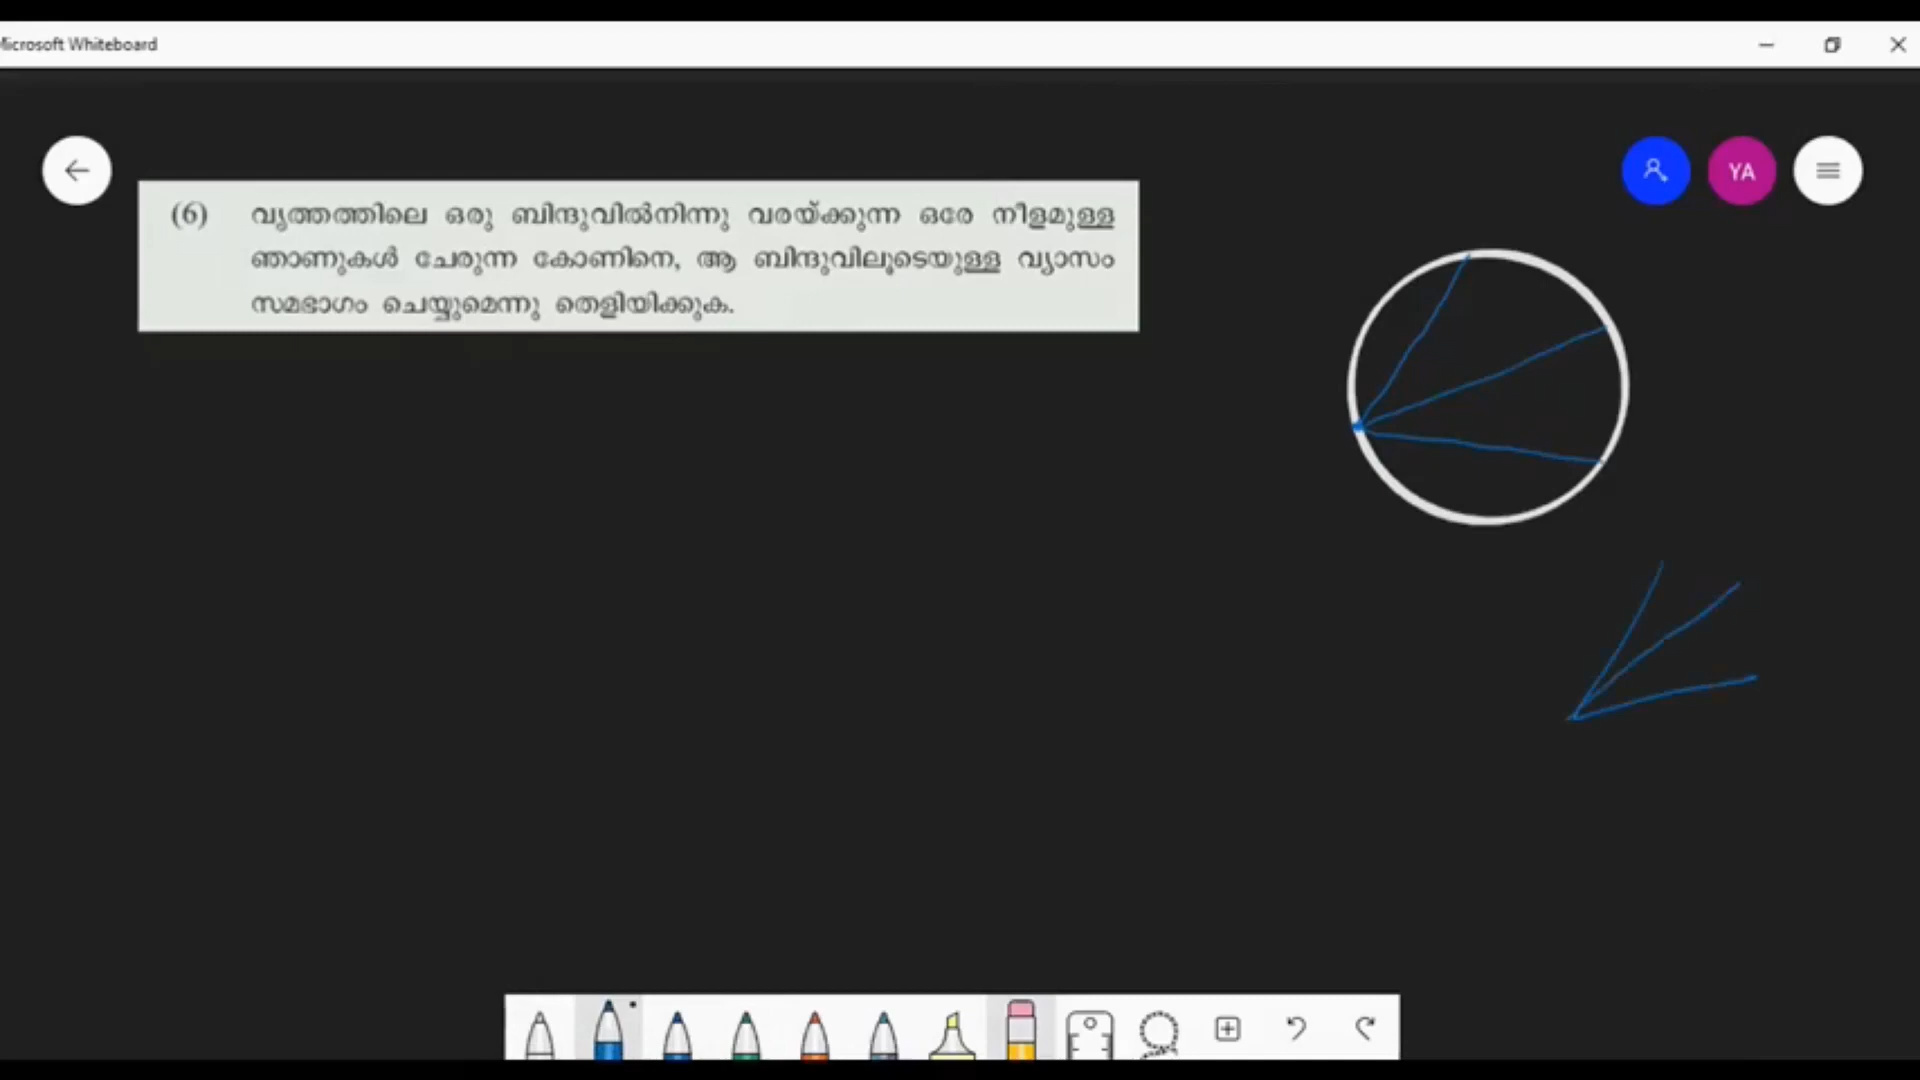 Microsoft Whiteboard
YA
(6) വൃത്തത്തിലെ ഒരു ബിന്ദുവിൽനിന്നു വരയ്ക്കുന്ന ഒരേ നീളമുള്ള
ഞാണുകൾ ചേരുന്ന കോണിനെ, ആ ബിന്ദുവിലൂടെയുള്ള വ്യാസം
സമഭാഗം ചെയ്യുമെന്നു തെളിയിക്കുക.